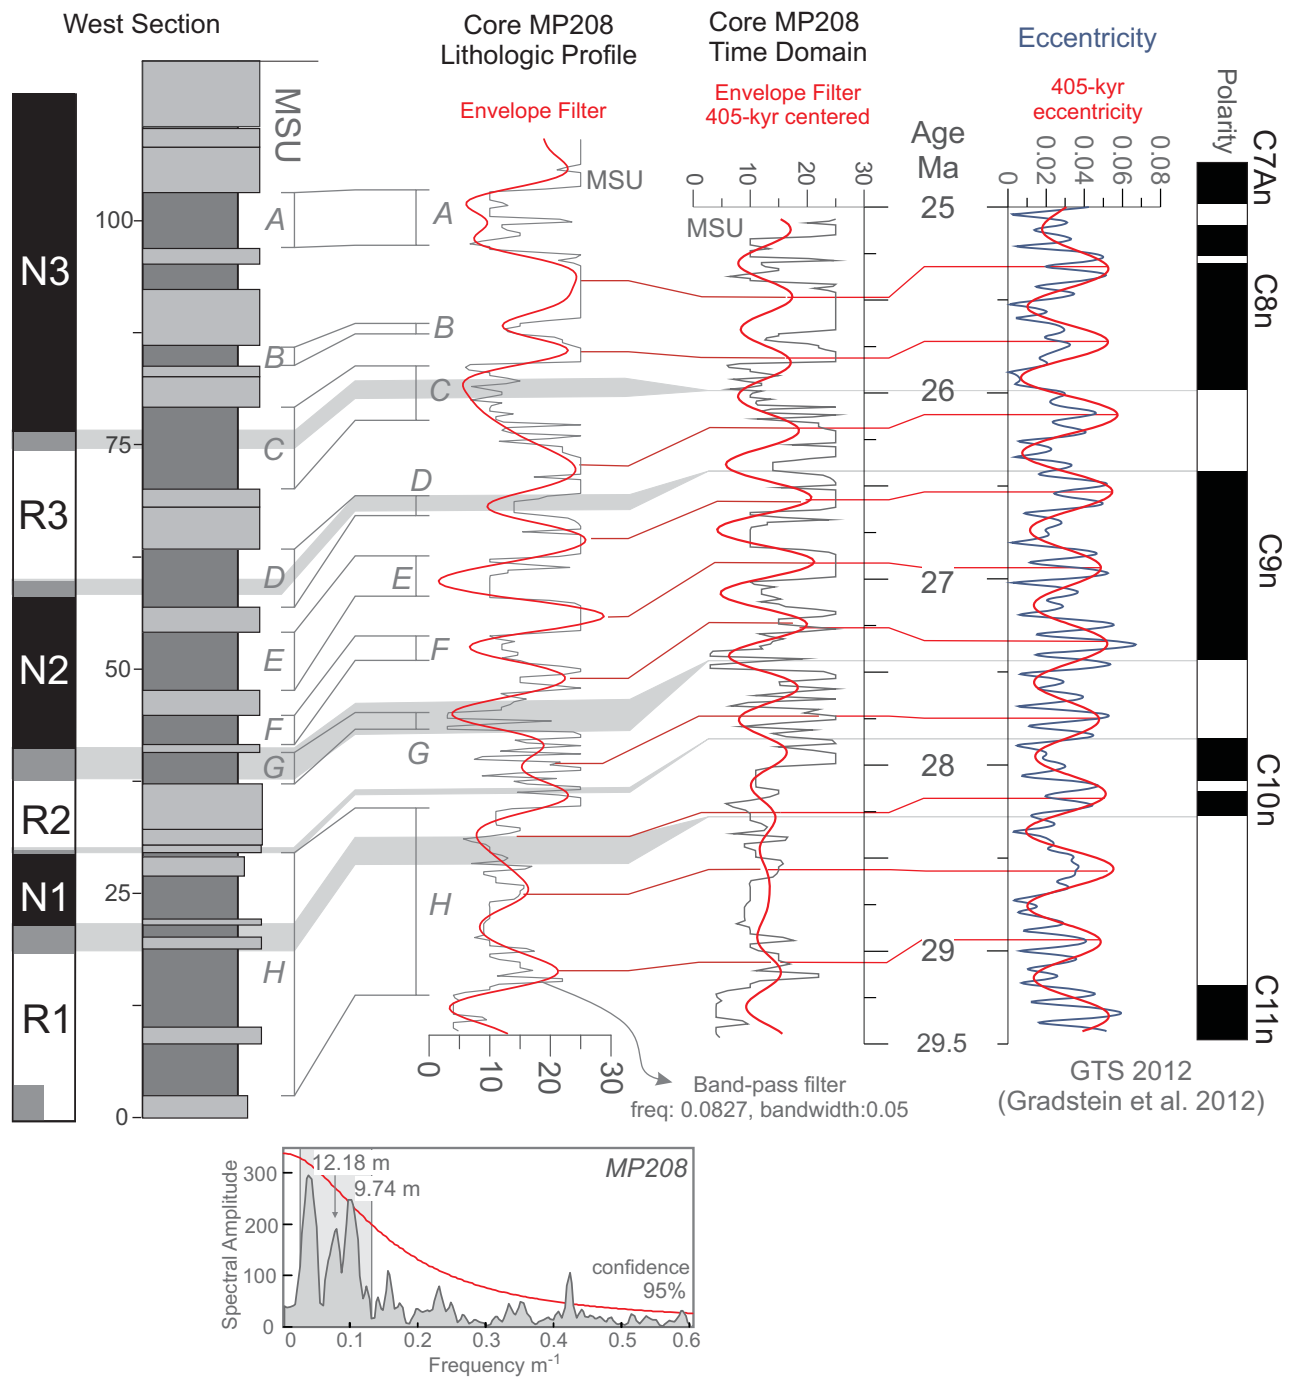 West Section
Core MP208
Lithologic Profile
Core MP208
Time Domain
Eccentricity
Envelope Filter
Envelope Filter
405-kyr centered
405-kyr
eccentricity
Polarity
Age
Ma
MSU
MSU
MSU
0 10 20 30
0 0.02 0.04 0.06 0.08
C7An
C8n
C9n
C10n
C11n
N3
R3
N2
R2
N1
R1
100
75
50
25
0
A
B
C
D
E
F
G
H
A
B
C
D
E
F
G
H
25
26
27
28
29
29.5
0 10 20 30
Band-pass filter
freq: 0.0827, bandwidth:0.05
GTS 2012
(Gradstein et al. 2012)
Spectral Amplitude
300
200
100
0
12.18 m
9.74 m
MP208
confidence
95%
0 0.1 0.2 0.3 0.4 0.5 0.6
Frequency m-1